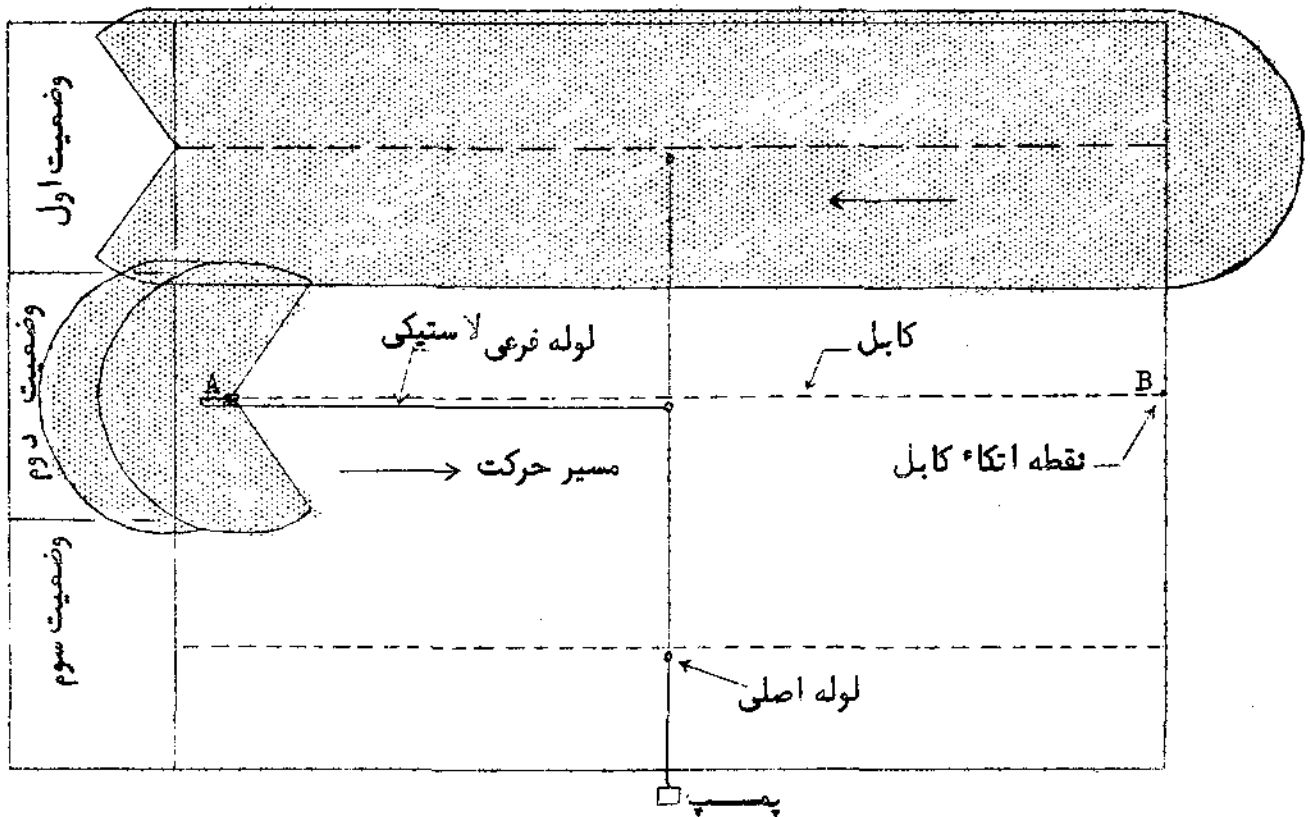 وضعیت اول
لوله فرعی لاستیکی
کابل
A
B
وضعیت دوم
مسیر حرکت
نقطه اتکاء کابل
وضعیت سوم
لوله اصلی
پمپ